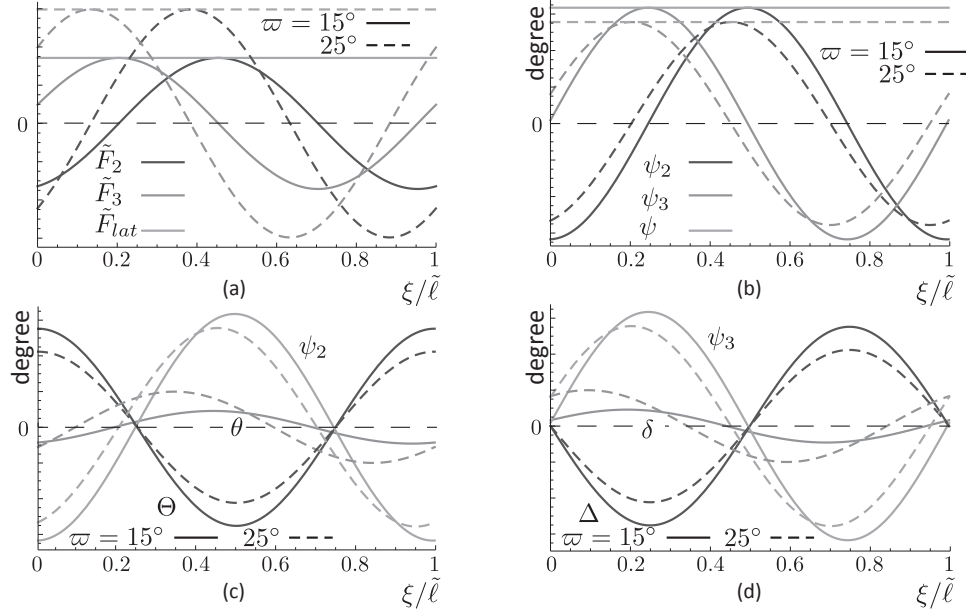 ϖ = 15°
25°
0
F̃₂
F̃₃
F̃lat
0 0.2 0.4 0.6 0.8 1
(a)
ξ/ℓ̃
degree
ϖ = 15°
25°
0
ψ₂
ψ₃
ψ
0 0.2 0.4 0.6 0.8 1
(b)
ξ/ℓ̃
degree
ψ₂
0
θ
Θ
ϖ = 15° 25°
0 0.2 0.4 0.6 0.8 1
(c)
ξ/ℓ̃
degree
ψ₃
0
δ
Δ
ϖ = 15° 25°
0 0.2 0.4 0.6 0.8 1
(d)
ξ/ℓ̃